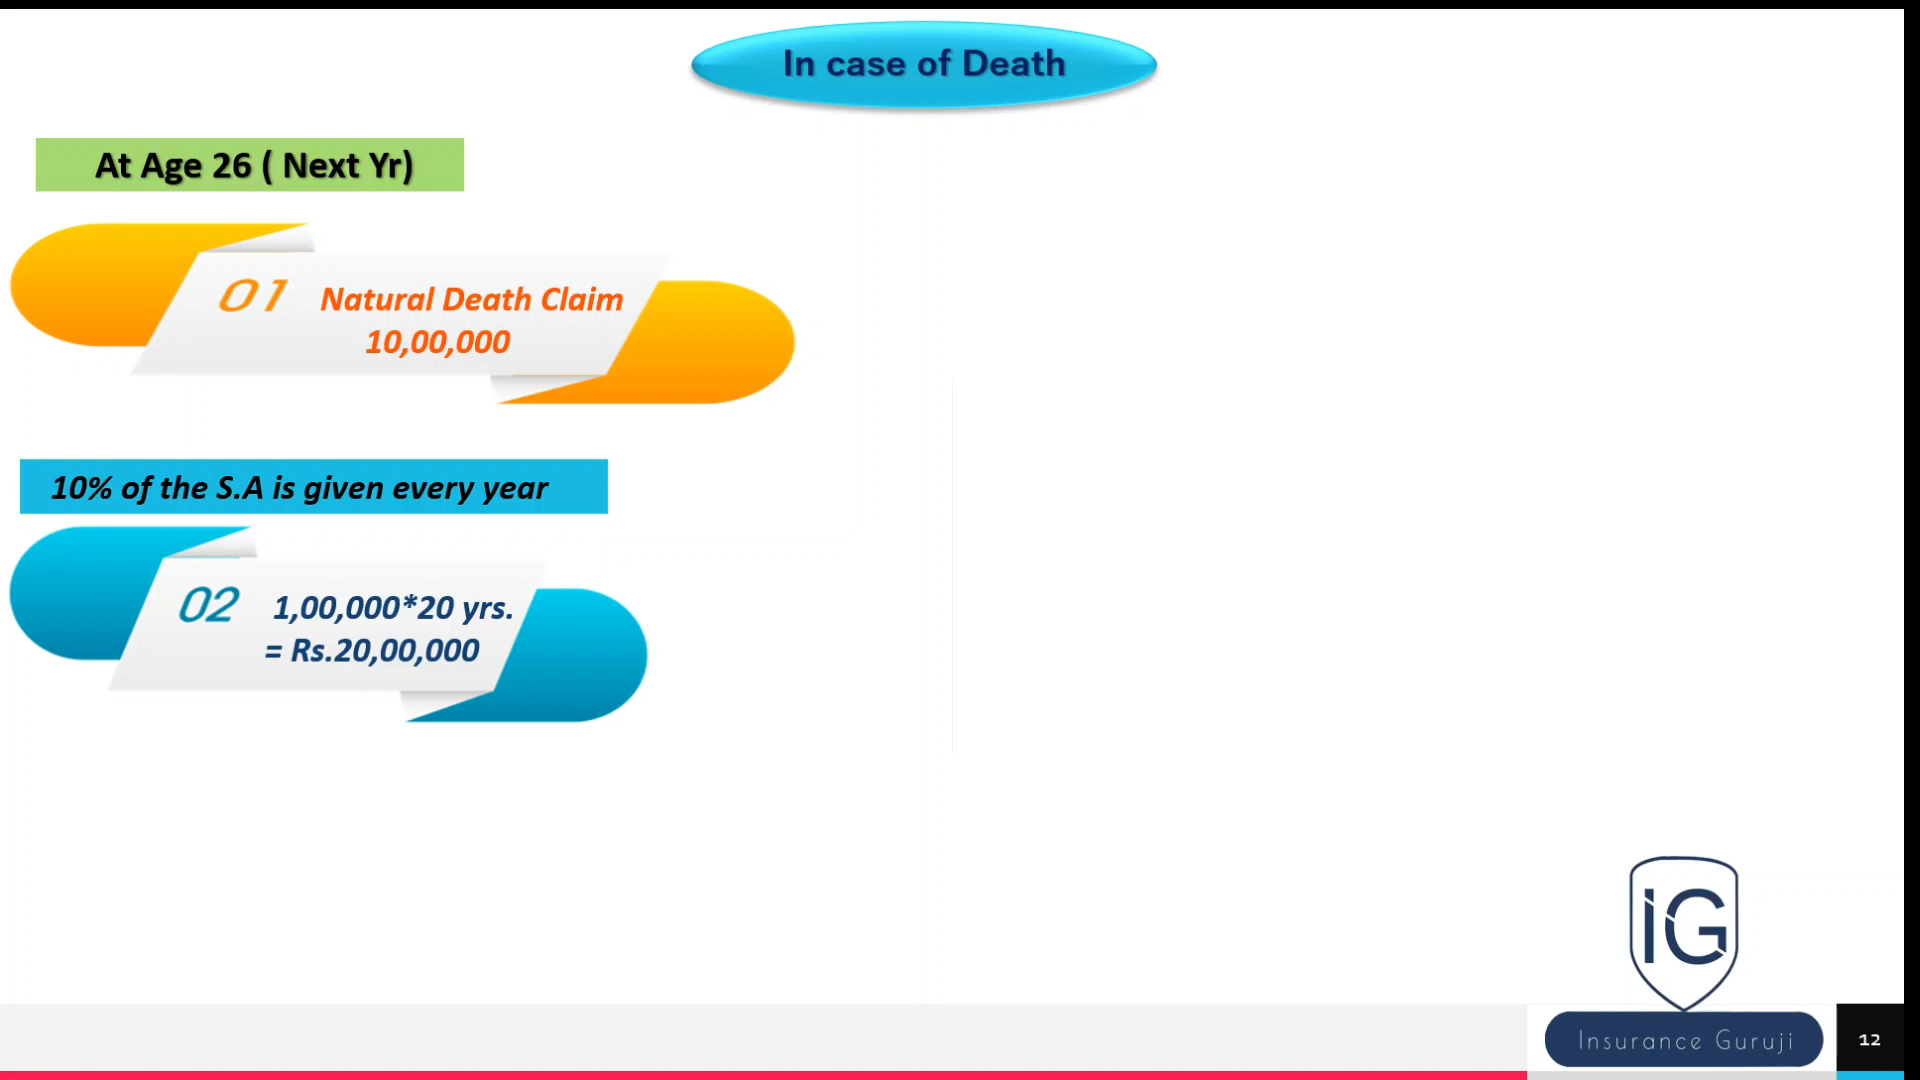 In case of Death
At Age 26 ( Next Yr)
01 Natural Death Claim
10,00,000
10% of the S.A is given every year
02 1,00,000*20 yrs.
= Rs.20,00,000
IG
Insurance Guruji
12